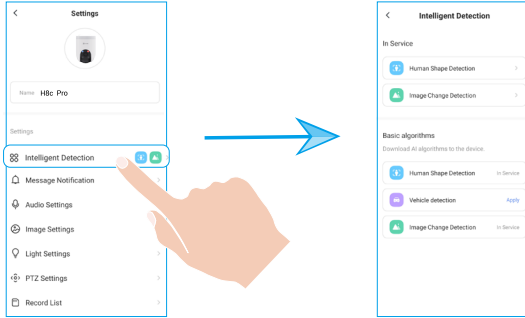 Settings
Name H8c Pro
Settings
Intelligent Detection
Message Notification
Audio Settings
Image Settings
Light Settings
PTZ Settings
Record List
Intelligent Detection
In Service
Human Shape Detection
Image Change Detection
Basic algorithms
Download AI algorithms to the device.
Human Shape Detection In Service
Vehicle detection Apply
Image Change Detection In Service